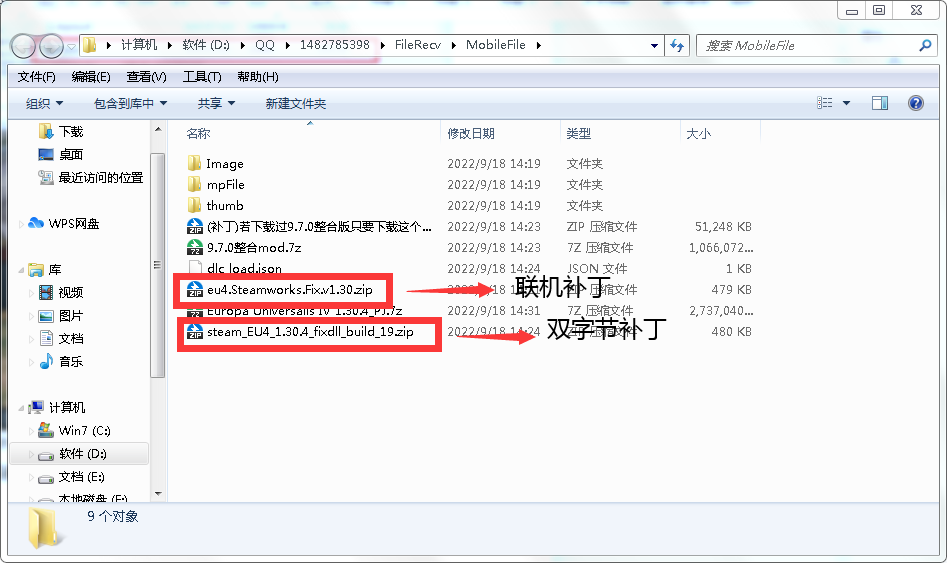 计算机 软件 (D:) QQ 1482785398 FileRecv MobileFile 搜索 MobileFile
文件(F) 编辑(E) 查看(V) 工具(T) 帮助(H)
组织 包含到库中 共享 新建文件夹
下载
桌面
最近访问的位置
WPS网盘
库
视频
图片
文档
音乐
计算机
Win7 (C:)
软件 (D:)
文档 (E:)
本地磁盘 (F:)
名称 修改日期 类型 大小
Image 2022/9/18 14:19 文件夹
mpFile 2022/9/18 14:19 文件夹
thumb 2022/9/18 14:19 文件夹
(补丁)若下载过9.7.0整合版只要下载这个... 2022/9/18 14:23 ZIP 压缩文件 51,248 KB
9.7.0整合mod.7z 2022/9/18 14:23 7Z 压缩文件 1,066,072...
dlc_load.json 2022/9/18 14:24 JSON 文件 1 KB
eu4.Steamworks.Fix.v1.30.zip 2022/9/18 14:31 ZIP 压缩文件 479 KB
联机补丁
Europa Universalis IV 1.30.4_PJ.7z 2022/9/18 14:31 7Z 压缩文件 2,737,040...
steam_EU4_1.30.4_fixdll_build_19.zip 2022/9/18 14:24 ZIP 压缩文件 480 KB
双字节补丁
9 个对象